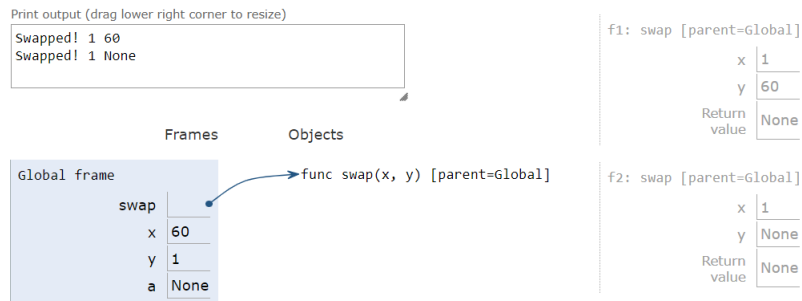 Print output (drag lower right corner to resize)
Swapped! 1 60
Swapped! 1 None
Frames
Objects
Global frame
swap
x 60
y 1
a None
func swap(x, y) [parent=Global]
f1: swap [parent=Global]
x 1
y 60
Return
value None
f2: swap [parent=Global]
x 1
y None
Return
value None